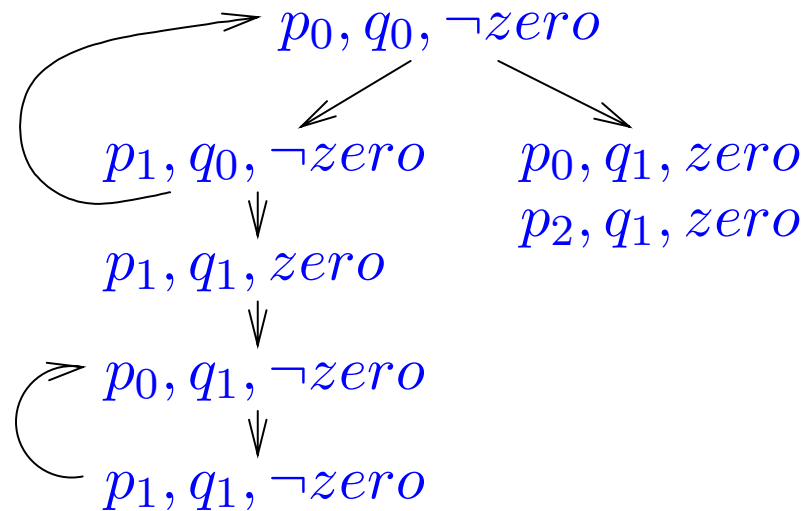 p₀, q₀, ¬zero
p₁, q₀, ¬zero
p₀, q₁, zero
p₂, q₁, zero
p₁, q₁, zero
p₀, q₁, ¬zero
p₁, q₁, ¬zero